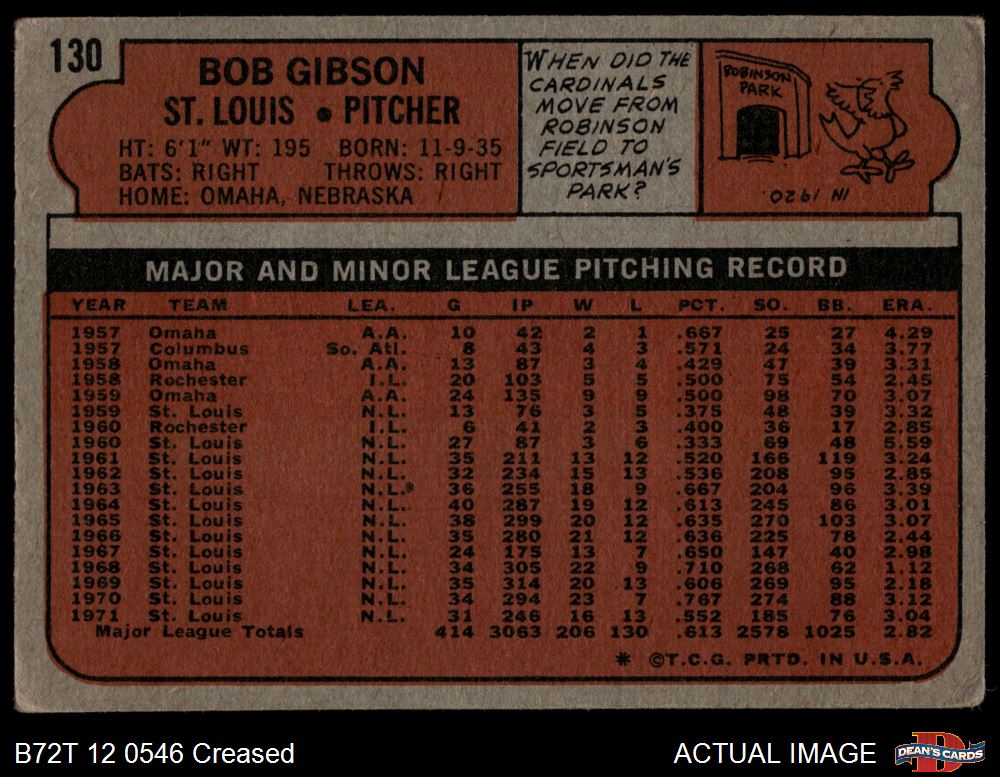 130
BOB GIBSON
ST. LOUIS • PITCHER
HT: 6'1" WT: 195 BORN: 11-9-35
BATS: RIGHT THROWS: RIGHT
HOME: OMAHA, NEBRASKA
WHEN DID THE
CARDINALS
MOVE FROM
ROBINSON
FIELD TO
SPORTSMAN'S
PARK?
ROBINSON
PARK
IN 1920.
MAJOR AND MINOR LEAGUE PITCHING RECORD
YEAR TEAM LEA. G IP W L PCT. SO. BB. ERA.
1957 Omaha A.A. 10 42 2 1 .667 25 27 4.29
1957 Columbus So. Atl. 8 43 4 3 .571 24 34 3.77
1958 Omaha A.A. 13 87 3 4 .429 47 39 3.31
1958 Rochester I.L. 20 103 5 5 .500 75 54 2.45
1959 Omaha A.A. 24 135 9 9 .500 98 70 3.07
1959 St. Louis N.L. 13 76 3 5 .375 48 39 3.32
1960 Rochester I.L. 6 41 2 3 .400 36 17 2.85
1960 St. Louis N.L. 27 87 3 6 .333 69 48 5.59
1961 St. Louis N.L. 35 211 13 12 .520 166 119 3.24
1962 St. Louis N.L. 32 234 15 13 .536 208 95 2.85
1963 St. Louis N.L. 36 255 18 9 .667 204 96 3.39
1964 St. Louis N.L. 40 287 19 12 .613 245 86 3.01
1965 St. Louis N.L. 38 299 20 12 .635 270 103 3.07
1966 St. Louis N.L. 35 280 21 12 .636 225 78 2.44
1967 St. Louis N.L. 24 175 13 7 .650 147 40 2.98
1968 St. Louis N.L. 34 305 22 9 .710 268 62 1.12
1969 St. Louis N.L. 35 314 20 13 .606 269 95 2.18
1970 St. Louis N.L. 34 294 23 7 .767 274 88 3.12
1971 St. Louis N.L. 31 246 16 13 .552 185 76 3.04
Major League Totals 414 3063 206 130 .613 2578 1025 2.82
* ©T.C.G. PRTD. IN U.S.A.
B72T 12 0546 Creased ACTUAL IMAGE
DEAN'S CARDS